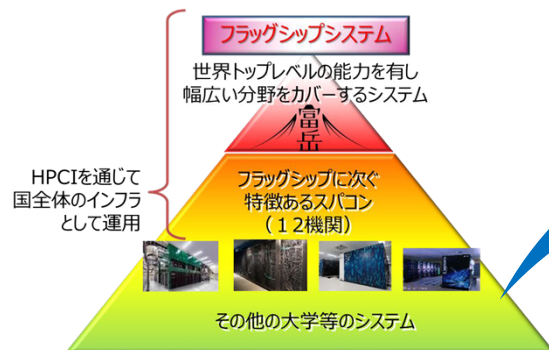 フラッグシップシステム
世界トップレベルの能力を有し
幅広い分野をカバーするシステム
富岳
HPCIを通じて
国全体のインフラ
として運用
フラッグシップに次ぐ
特徴あるスパコン
（１２機関）
その他の大学等のシステム